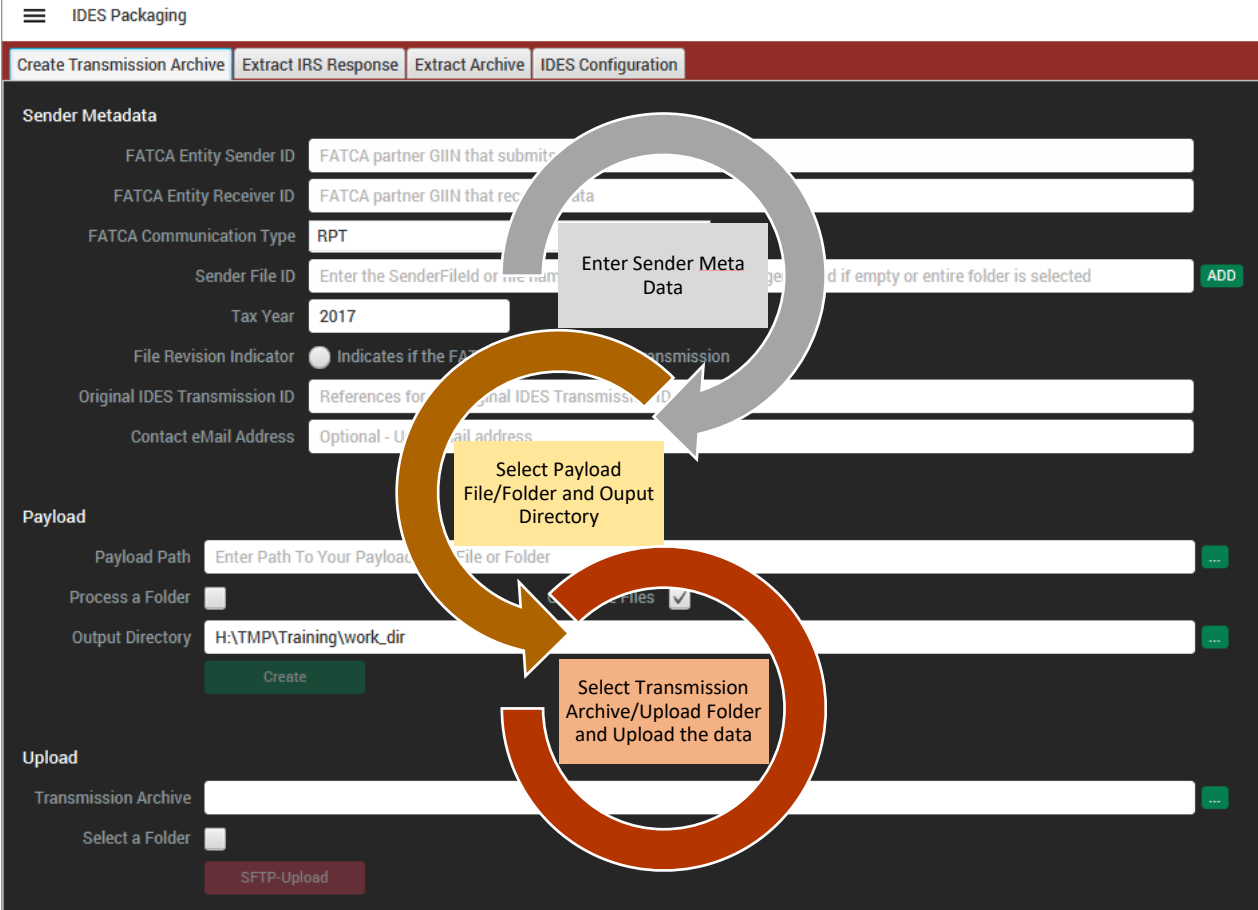 IDES Packaging
Create Transmission Archive Extract IRS Response Extract Archive IDES Configuration
Sender Metadata
FATCA Entity Sender ID FATCA partner GIIN that submits
FATCA Entity Receiver ID FATCA partner GIIN that rec ata
FATCA Communication Type RPT
Enter Sender Meta
Data
Sender File ID Enter the SenderFileId or file nam gen d if empty or entire folder is selected ADD
Tax Year 2017
File Revision Indicator Indicates if the FAT ansmission
Original IDES Transmission ID References for ginal IDES Transmiss ID
Contact eMail Address Optional - U ail address
Select Payload
File/Folder and Ouput
Directory
Payload
Payload Path Enter Path To Your Payload File or Folder ...
Process a Folder Files
Output Directory H:\TMP\Training\work_dir ...
Create
Select Transmission
Archive/Upload Folder
and Upload the data
Upload
Transmission Archive ...
Select a Folder
SFTP-Upload